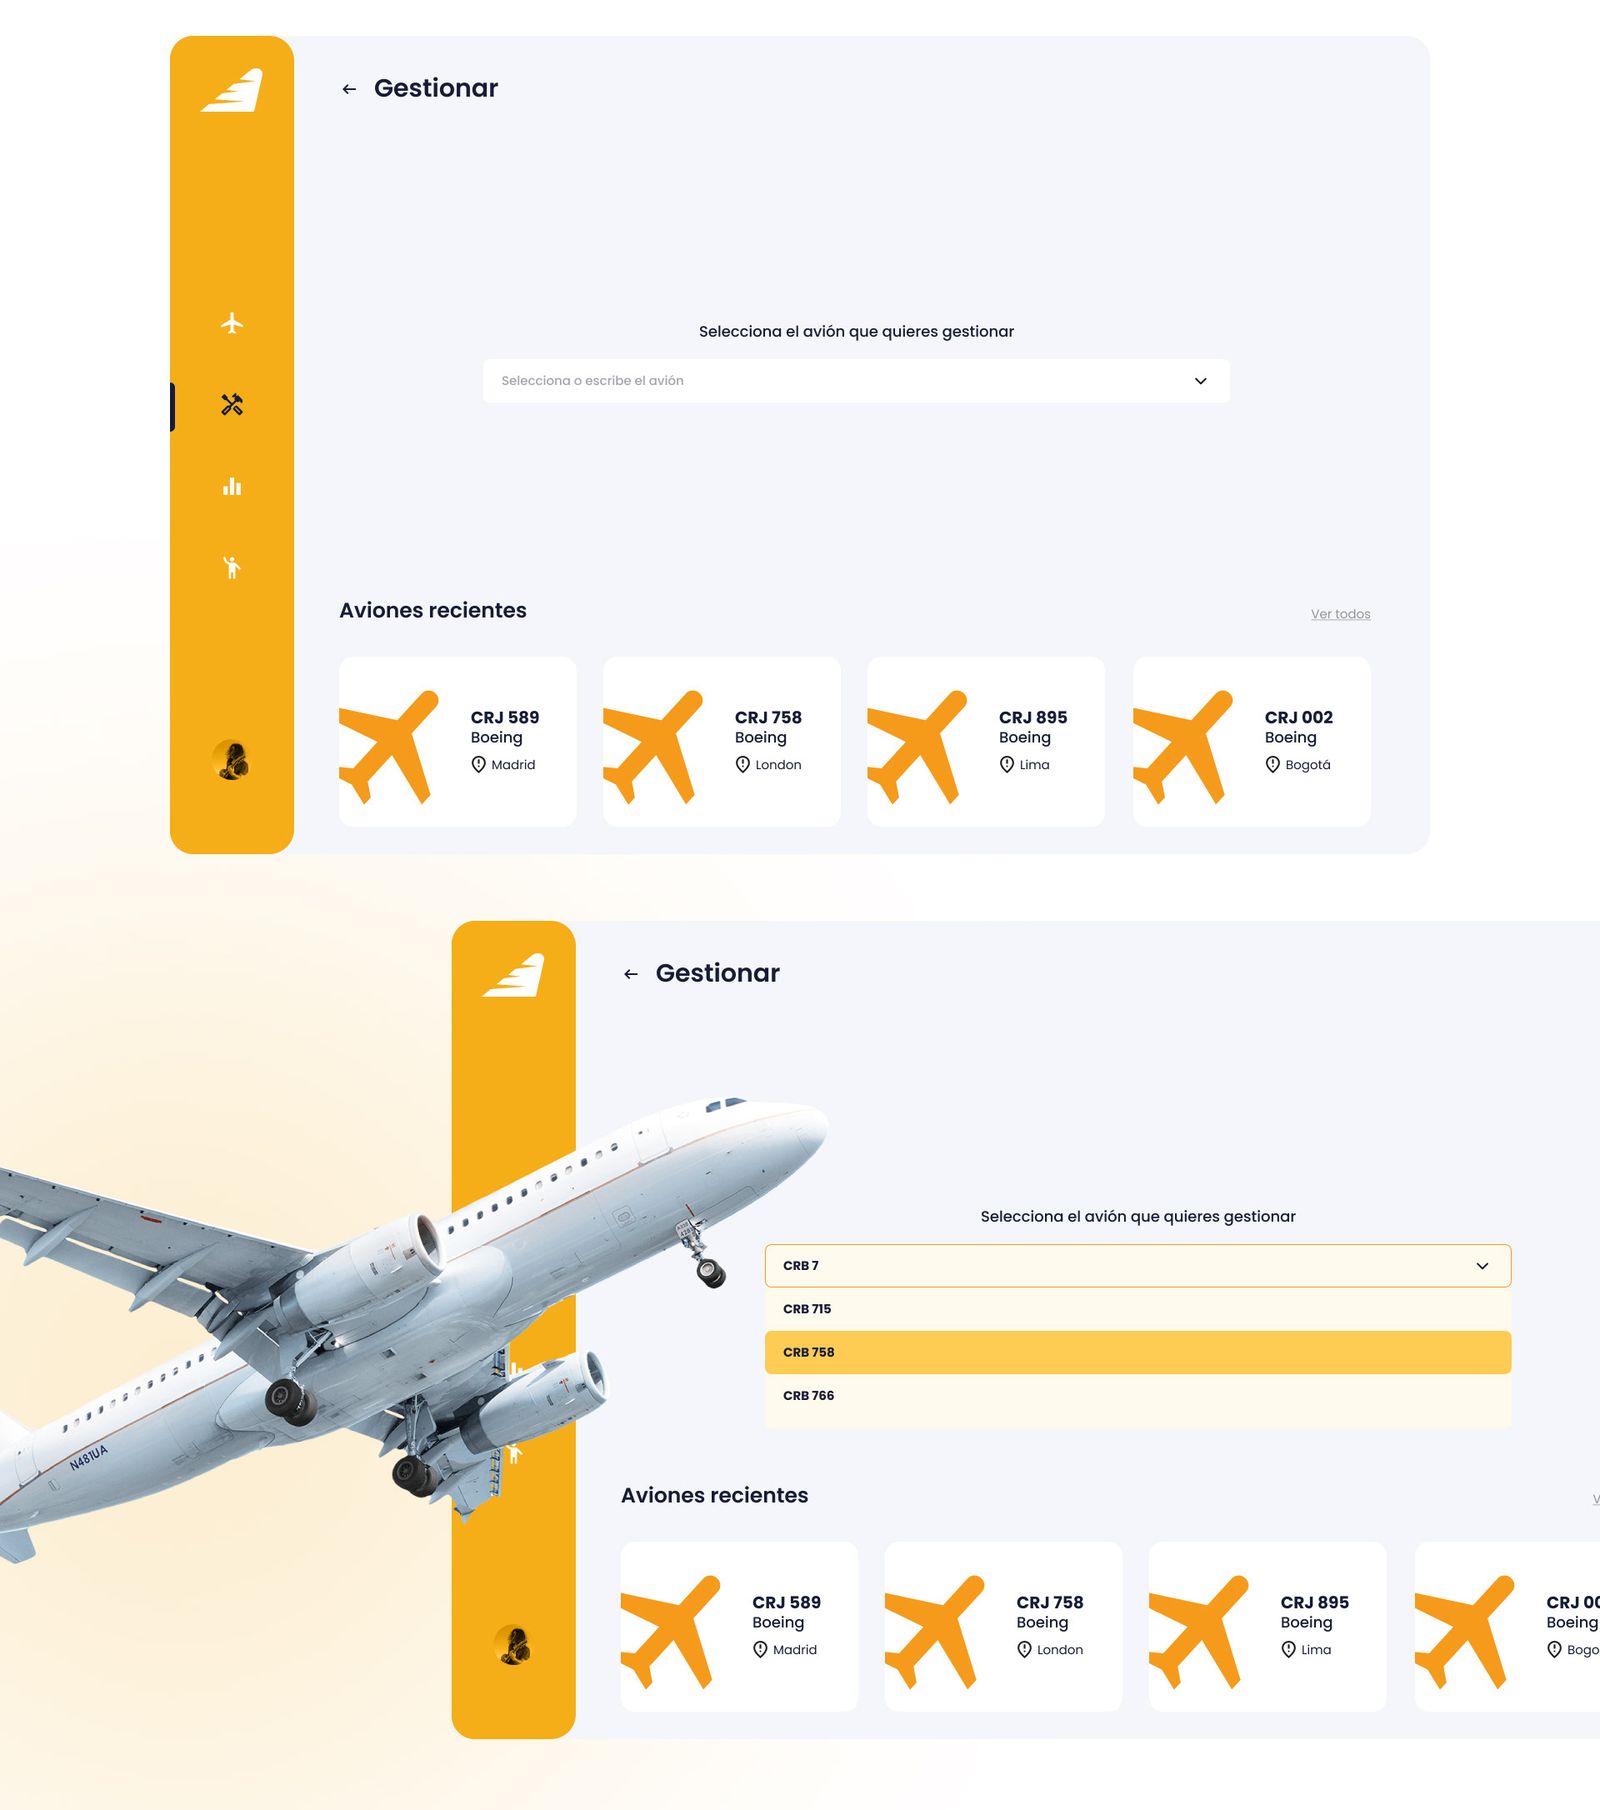 Gestionar
Selecciona el avión que quieres gestionar
Selecciona o escribe el avión
Aviones recientes
Ver todos
CRJ 589
Boeing
Madrid
CRJ 758
Boeing
London
CRJ 895
Boeing
Lima
CRJ 002
Boeing
Bogotá
Gestionar
Selecciona el avión que quieres gestionar
CRB 7
CRB 715
CRB 758
CRB 766
N481UA
Aviones recientes
V
CRJ 589
Boeing
Madrid
CRJ 758
Boeing
London
CRJ 895
Boeing
Lima
CRJ 00
Boeing
Bogo